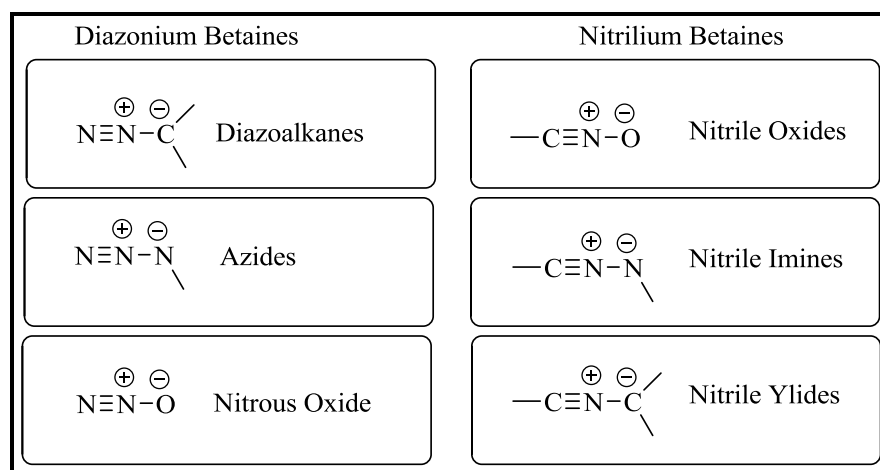 Diazonium Betaines
N≡N–C ⊕ ⊖ Diazoalkanes
N≡N–N ⊕ ⊖ Azides
N≡N–O ⊕ ⊖ Nitrous Oxide
Nitrilium Betaines
—C≡N–O ⊕ ⊖ Nitrile Oxides
—C≡N–N ⊕ ⊖ Nitrile Imines
—C≡N–C ⊕ ⊖ Nitrile Ylides